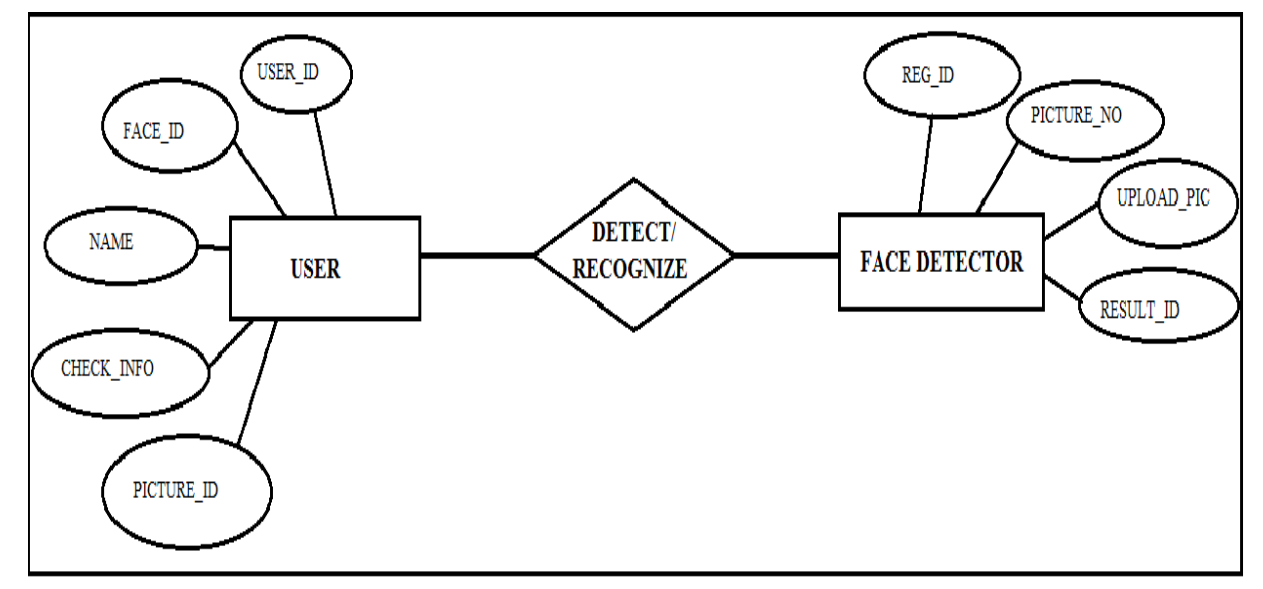 USER_ID
FACE_ID
NAME
CHECK_INFO
PICTURE_ID
USER
DETECT/
RECOGNIZE
FACE DETECTOR
REG_ID
PICTURE_NO
UPLOAD_PIC
RESULT_ID